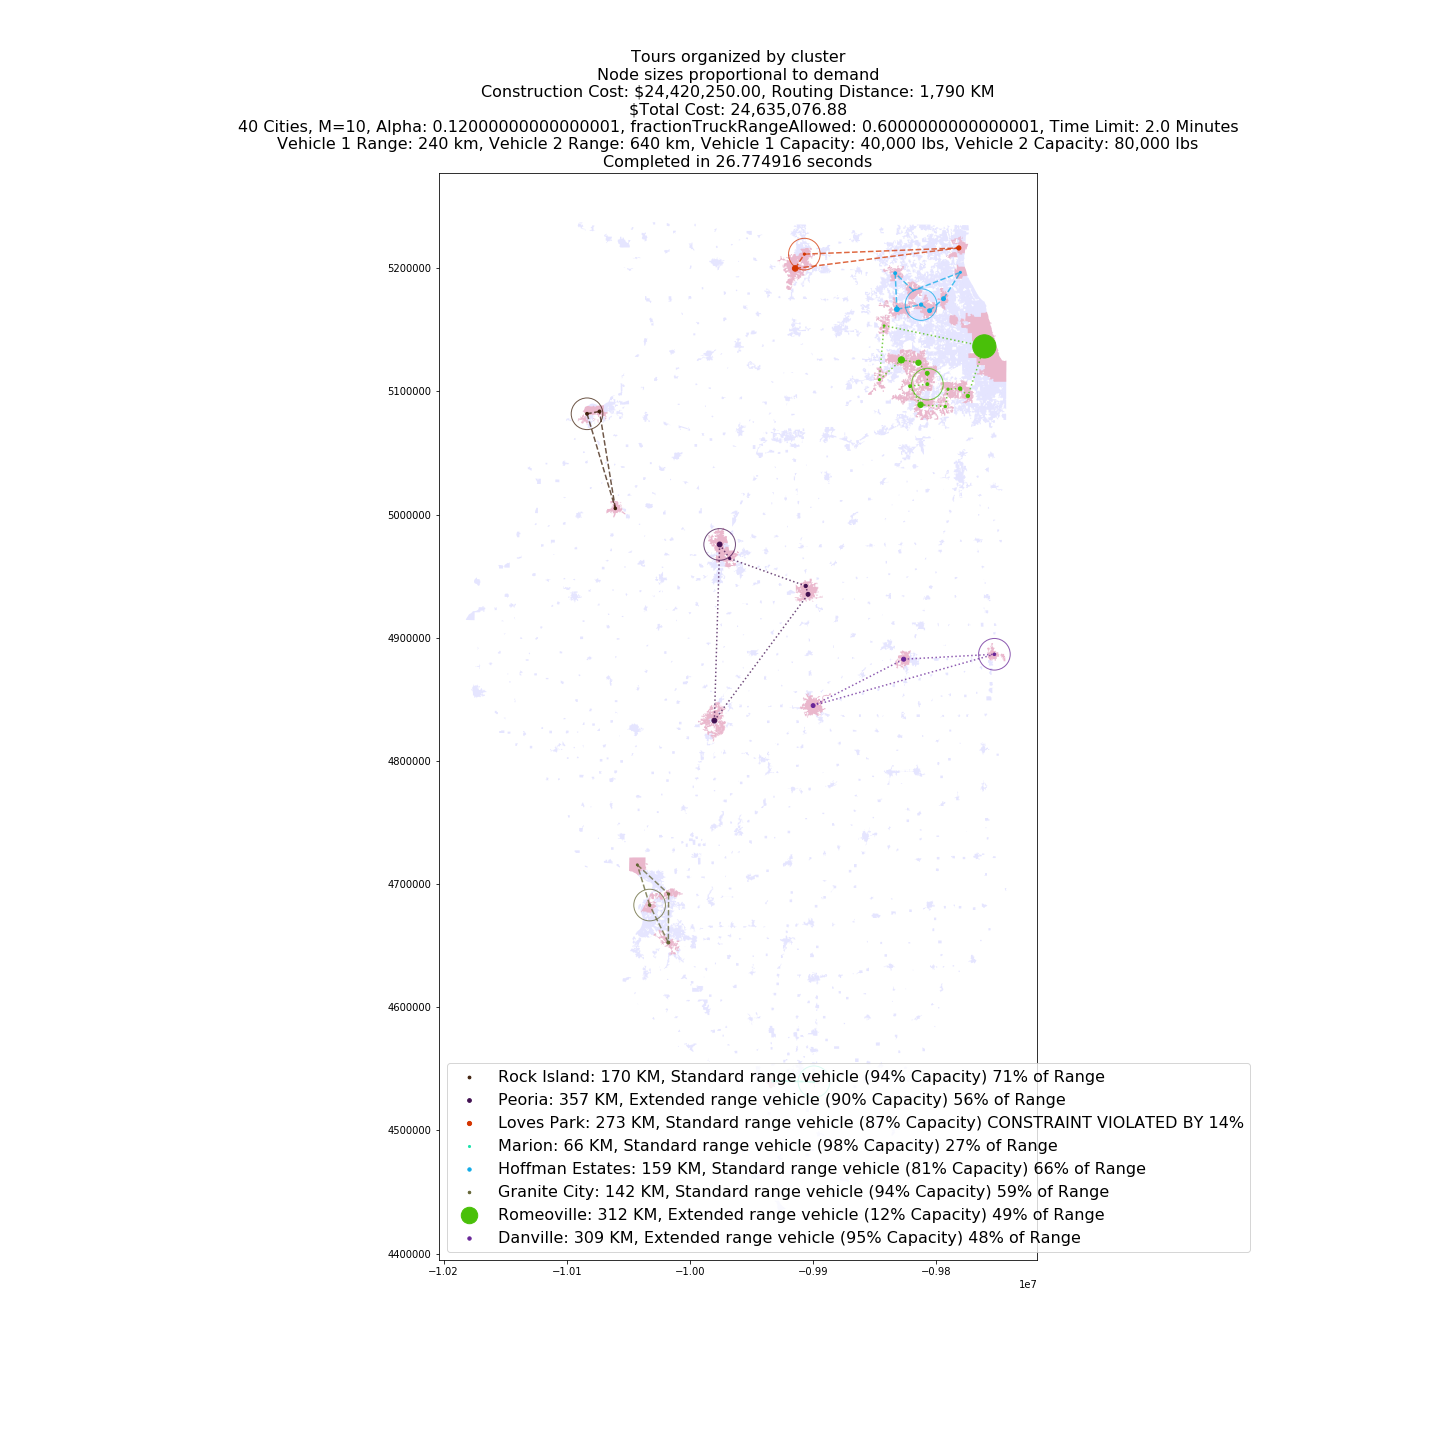 Tours organized by cluster
Node sizes proportional to demand
Construction Cost: $24,420,250.00, Routing Distance: 1,790 KM
$Total Cost: 24,635,076.88
40 Cities, M=10, Alpha: 0.12000000000000001, fractionTruckRangeAllowed: 0.6000000000000001, Time Limit: 2.0 Minutes
Vehicle 1 Range: 240 km, Vehicle 2 Range: 640 km, Vehicle 1 Capacity: 40,000 lbs, Vehicle 2 Capacity: 80,000 lbs
Completed in 26.774916 seconds
5200000
5100000
5000000
4900000
4800000
4700000
4600000
4500000
4400000
Rock Island: 170 KM, Standard range vehicle (94% Capacity) 71% of Range
Peoria: 357 KM, Extended range vehicle (90% Capacity) 56% of Range
Loves Park: 273 KM, Standard range vehicle (87% Capacity) CONSTRAINT VIOLATED BY 14%
Marion: 66 KM, Standard range vehicle (98% Capacity) 27% of Range
Hoffman Estates: 159 KM, Standard range vehicle (81% Capacity) 66% of Range
Granite City: 142 KM, Standard range vehicle (94% Capacity) 59% of Range
Romeoville: 312 KM, Extended range vehicle (12% Capacity) 49% of Range
Danville: 309 KM, Extended range vehicle (95% Capacity) 48% of Range
−1.02 −1.01 −1.00 −0.99 −0.98
1e7